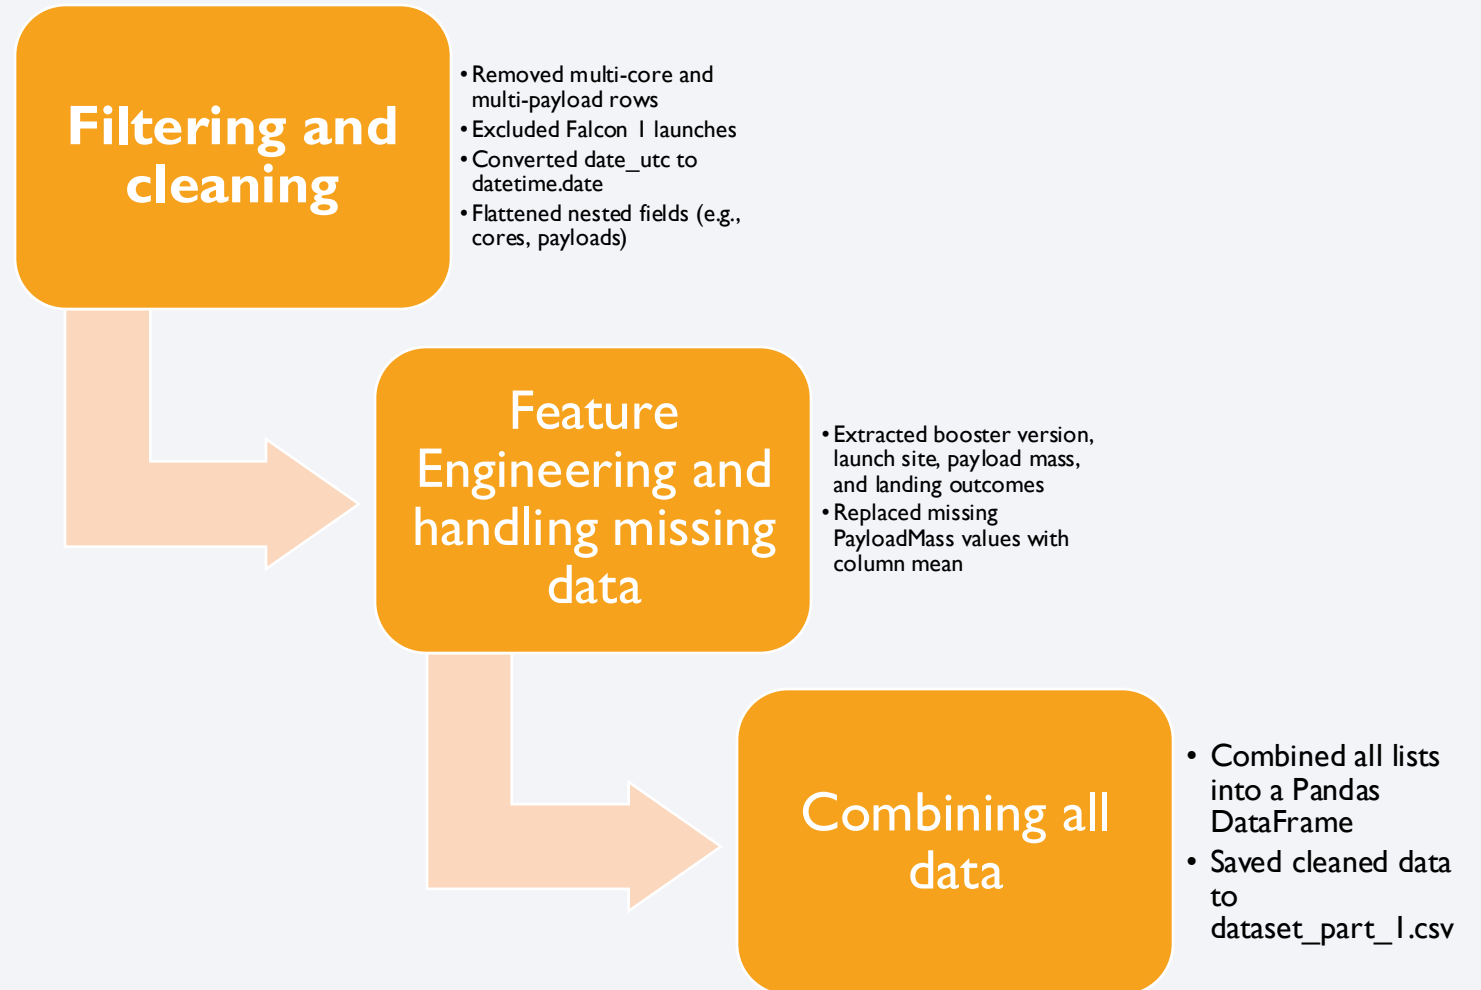 Filtering and
cleaning
• Removed multi-core and
multi-payload rows
• Excluded Falcon 1 launches
• Converted date_utc to
datetime.date
• Flattened nested fields (e.g.,
cores, payloads)
Feature
Engineering and
handling missing
data
• Extracted booster version,
launch site, payload mass,
and landing outcomes
• Replaced missing
PayloadMass values with
column mean
Combining all
data
• Combined all lists
into a Pandas
DataFrame
• Saved cleaned data
to
dataset_part_1.csv